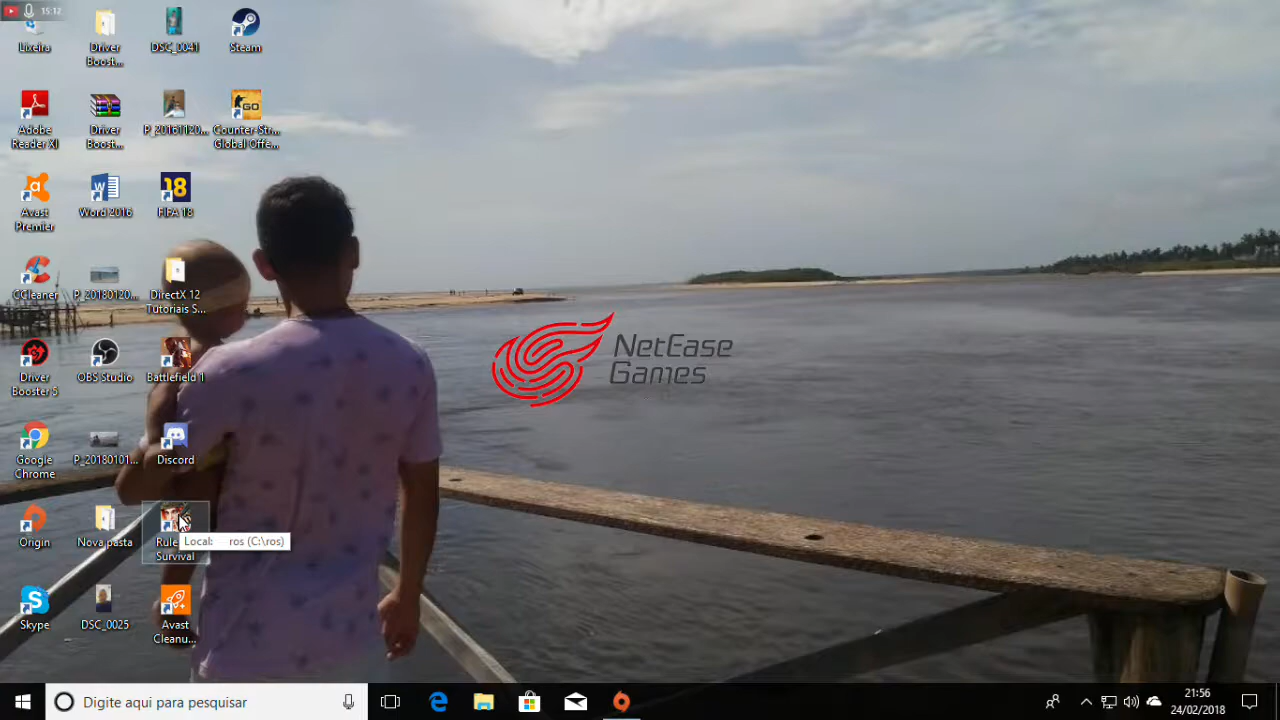 15:12
Lixeira
Driver
Boost...
DSC_0041
Steam
Adobe
Reader XI
Driver
Boost...
P_20161120...
Counter-Str...
Global Offe...
GO
Avast
Premier
Word 2016
18
FIFA 18
CCleaner
P_20180120...
DirectX 12
Tutoriais S...
NetEase
Games
Driver
Booster 5
OBS Studio
Battlefield 1
Google
Chrome
P_20180101...
Discord
Origin
Nova pasta
Local: ros (C:\ros)
Survival
Skype
DSC_0025
Avast
Cleanu...
Digite aqui para pesquisar
21:56
24/02/2018